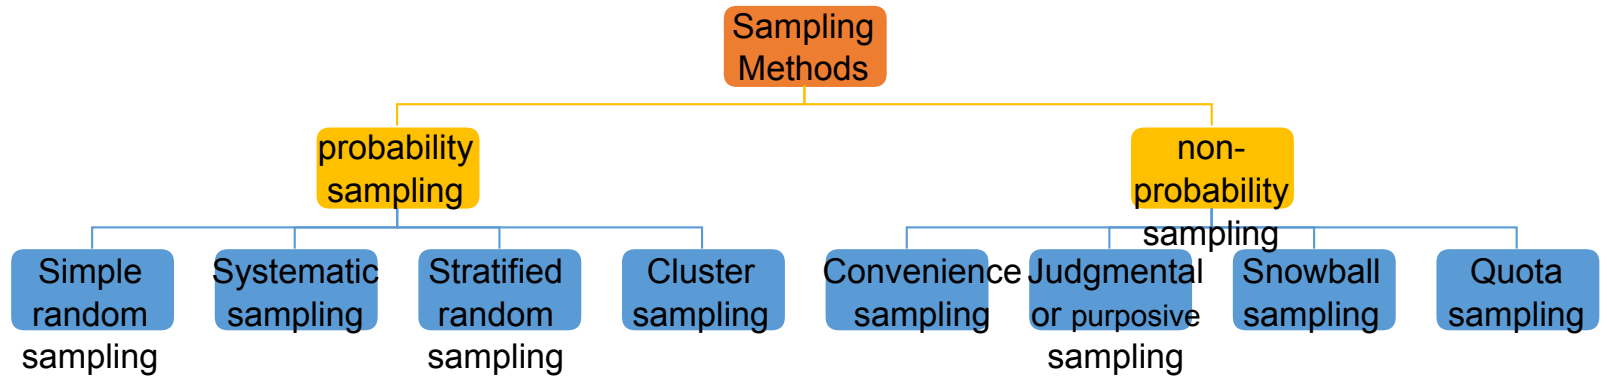 Sampling
Methods
probability
sampling
non-
probability
sampling
Simple
random
sampling
Systematic
sampling
Stratified
random
sampling
Cluster
sampling
Convenience
sampling
Judgmental
or purposive
sampling
Snowball
sampling
Quota
sampling